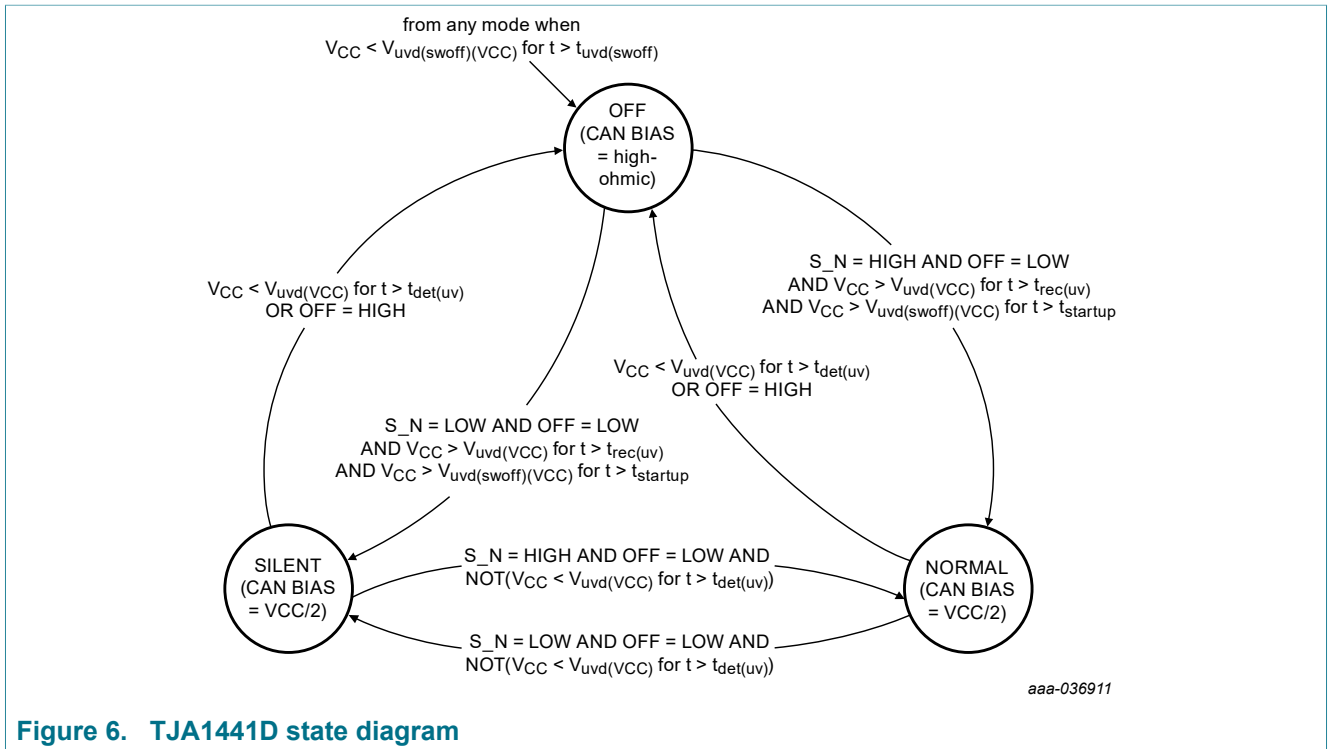 from any mode when
VCC < Vuvd(swoff)(VCC) for t > tuvd(swoff)
OFF
(CAN BIAS
= high-
ohmic)
S_N = HIGH AND OFF = LOW
AND VCC > Vuvd(VCC) for t > trec(uv)
AND VCC > Vuvd(swoff)(VCC) for t > tstartup
VCC < Vuvd(VCC) for t > tdet(uv)
OR OFF = HIGH
VCC < Vuvd(VCC) for t > tdet(uv)
OR OFF = HIGH
S_N = LOW AND OFF = LOW
AND VCC > Vuvd(VCC) for t > trec(uv)
AND VCC > Vuvd(swoff)(VCC) for t > tstartup
SILENT
(CAN BIAS
= VCC/2)
S_N = HIGH AND OFF = LOW AND
NOT(VCC < Vuvd(VCC) for t > tdet(uv))
NORMAL
(CAN BIAS
= VCC/2)
S_N = LOW AND OFF = LOW AND
NOT(VCC < Vuvd(VCC) for t > tdet(uv))
aaa-036911
Figure 6. TJA1441D state diagram